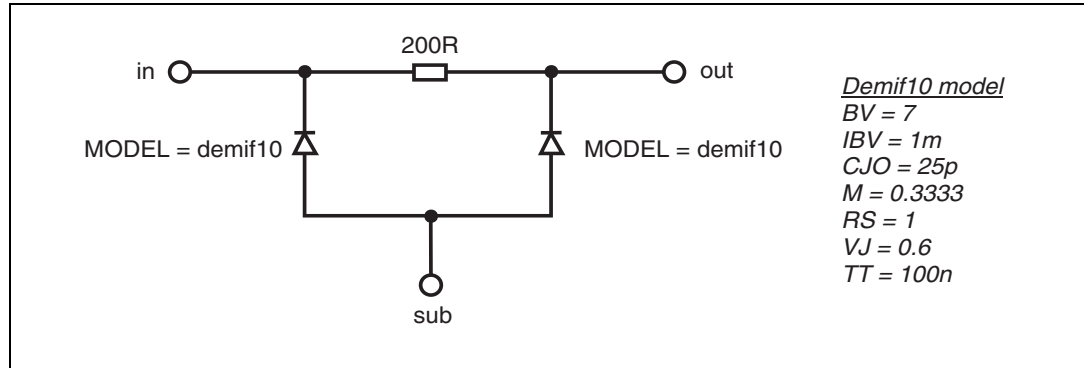 200R
in
out
MODEL = demif10
MODEL = demif10
sub
Demif10 model
BV = 7
IBV = 1m
CJO = 25p
M = 0.3333
RS = 1
VJ = 0.6
TT = 100n